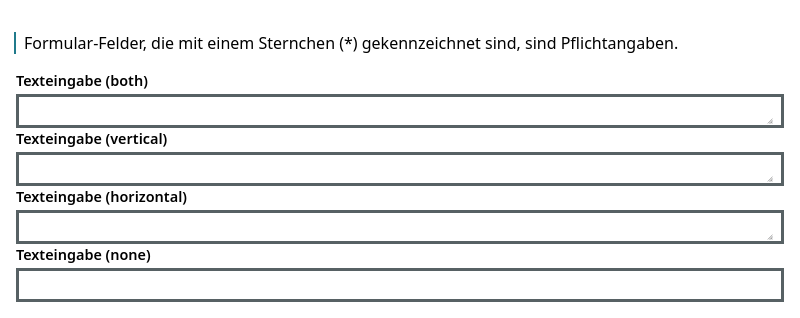 Formular-Felder, die mit einem Sternchen (*) gekennzeichnet sind, sind Pflichtangaben.
Texteingabe (both)
Texteingabe (vertical)
Texteingabe (horizontal)
Texteingabe (none)